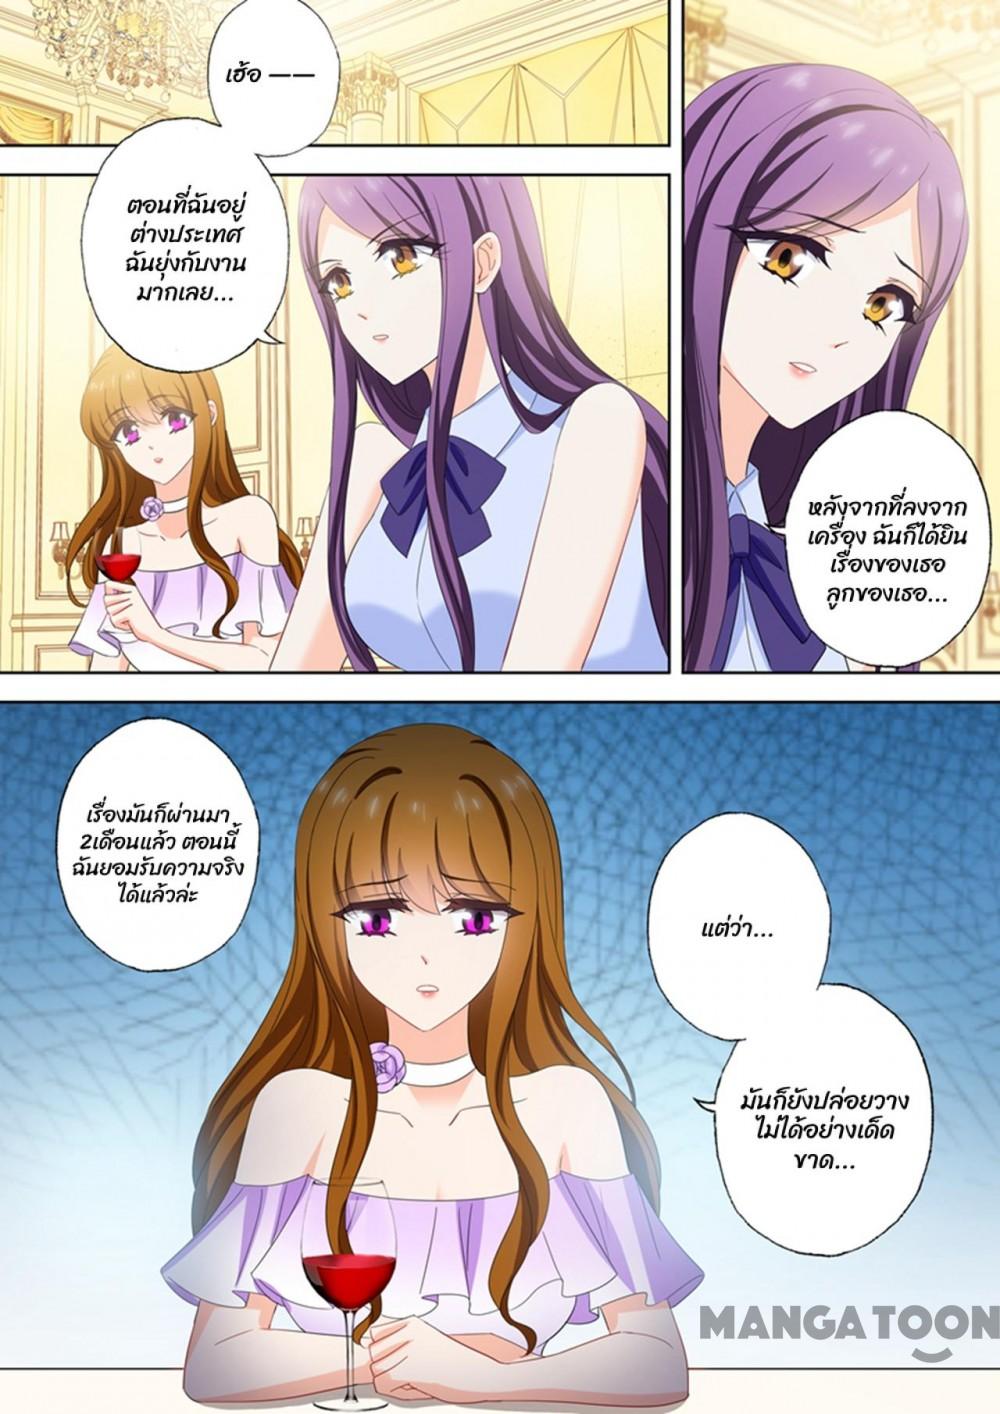 เฮ้อ ——
ตอนที่ฉันอยู่
ต่างประเทศ
ฉันยุ่งกับงาน
มากเลย...
หลังจากที่ลงจาก
เครื่อง ฉันก็ได้ยิน
เรื่องของเธอ
ลูกของเธอ...
เรื่องมันก็ผ่านมา
2เดือนแล้ว ตอนนี้
ฉันยอมรับความจริง
ได้แล้วล่ะ
แต่ว่า...
มันก็ยังปล่อยวาง
ไม่ได้อย่างเด็ด
ขาด...
MANGATOON